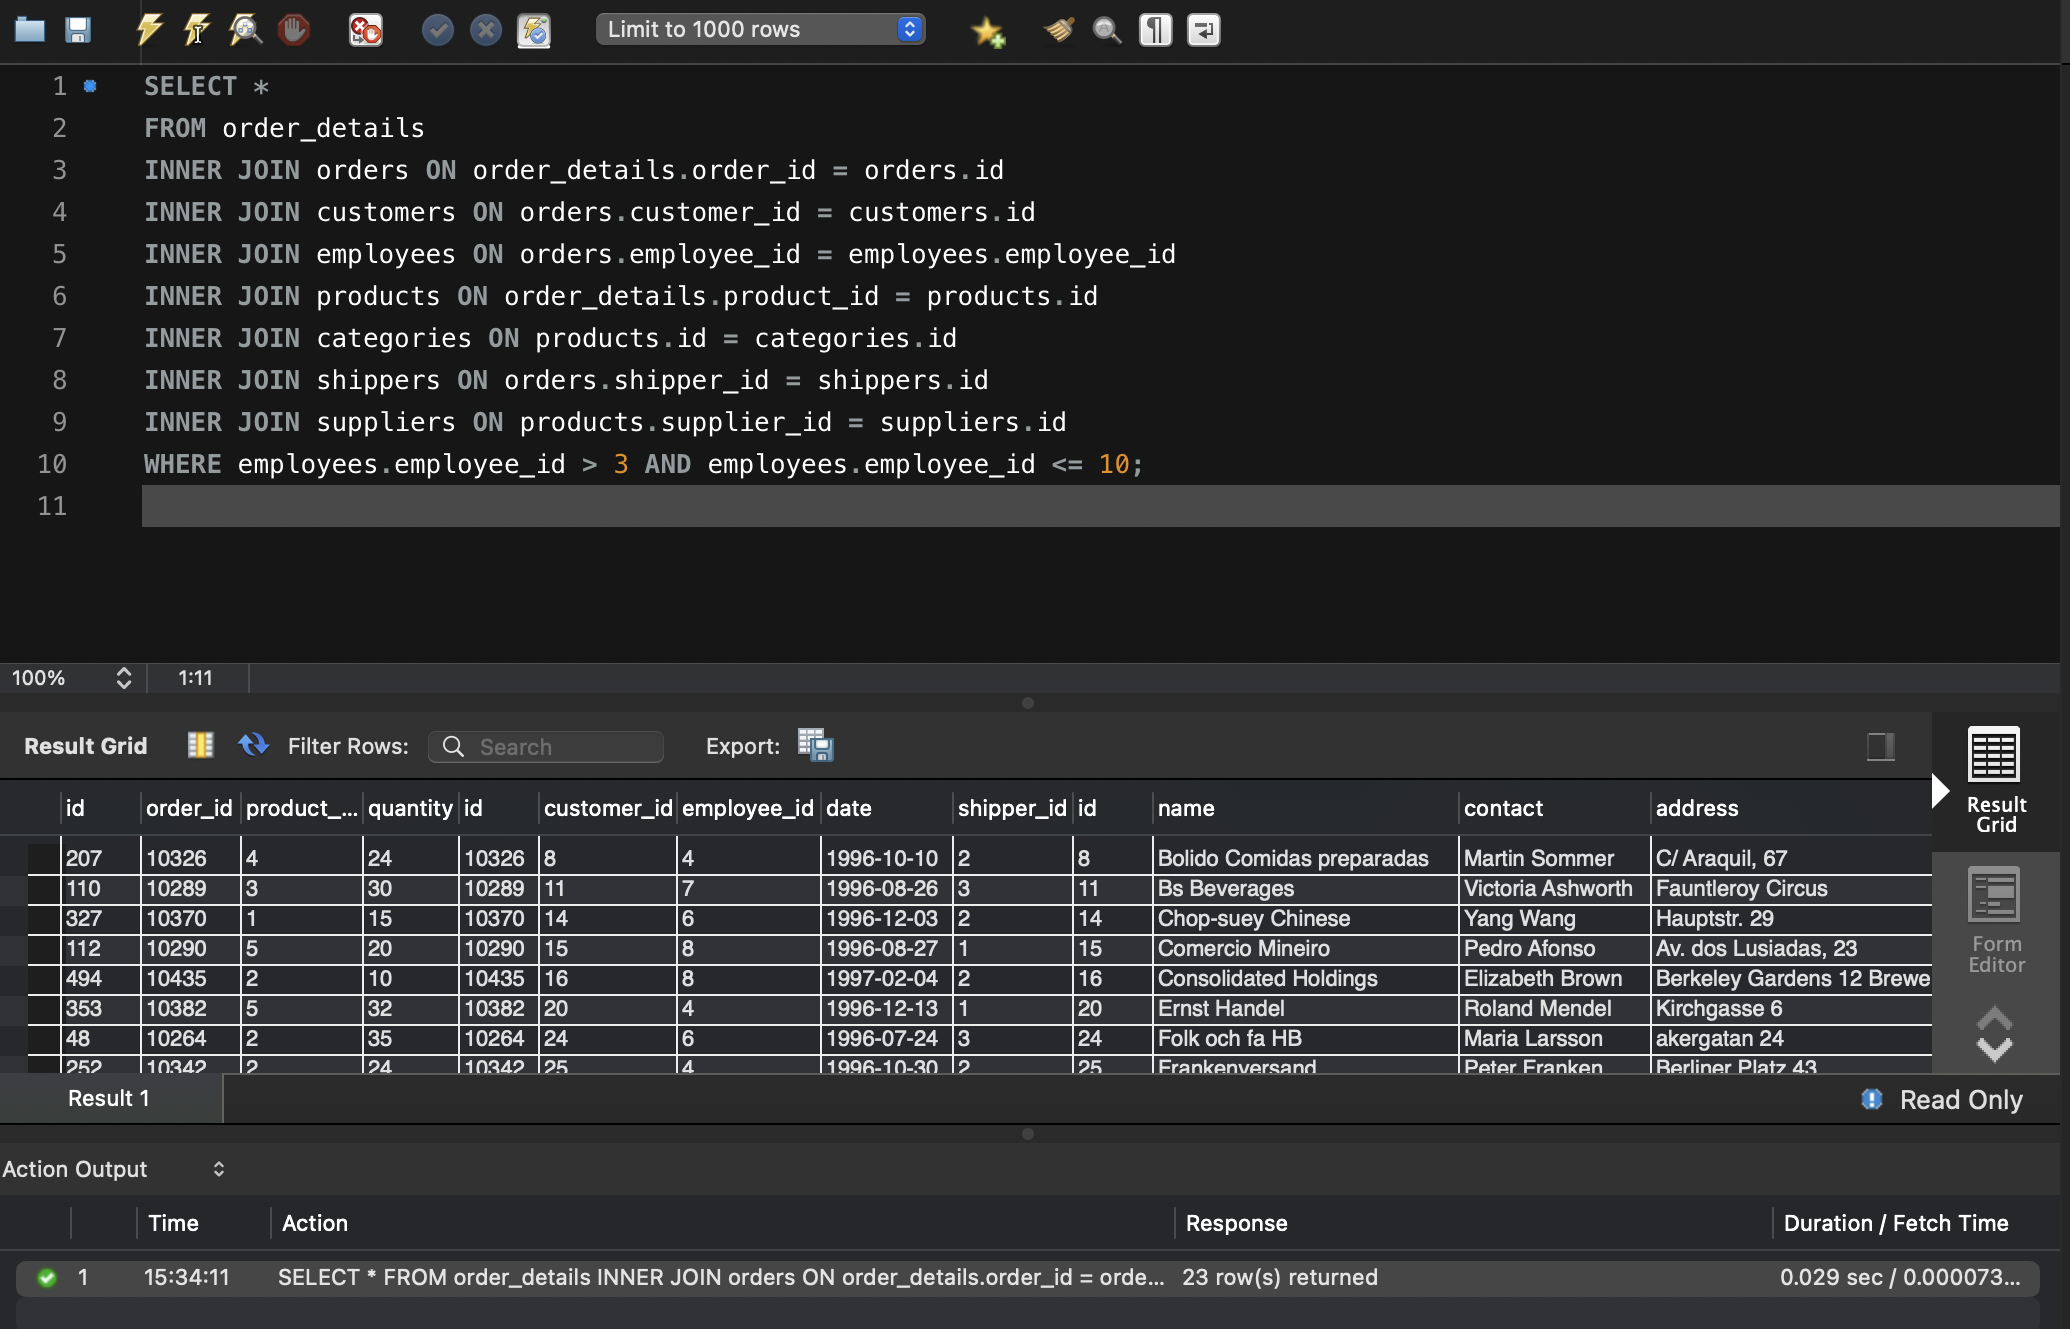 Limit to 1000 rows
1 SELECT *
2 FROM order_details
3 INNER JOIN orders ON order_details.order_id = orders.id
4 INNER JOIN customers ON orders.customer_id = customers.id
5 INNER JOIN employees ON orders.employee_id = employees.employee_id
6 INNER JOIN products ON order_details.product_id = products.id
7 INNER JOIN categories ON products.id = categories.id
8 INNER JOIN shippers ON orders.shipper_id = shippers.id
9 INNER JOIN suppliers ON products.supplier_id = suppliers.id
10 WHERE employees.employee_id > 3 AND employees.employee_id <= 10;
11
100% 1:11
Result Grid Filter Rows: Search Export:
id order_id product_... quantity id customer_id employee_id date shipper_id id name contact address
207 10326 4 24 10326 8 4 1996-10-10 2 8 Bolido Comidas preparadas Martin Sommer C/ Araquil, 67
110 10289 3 30 10289 11 7 1996-08-26 3 11 Bs Beverages Victoria Ashworth Fauntleroy Circus
327 10370 1 15 10370 14 6 1996-12-03 2 14 Chop-suey Chinese Yang Wang Hauptstr. 29
112 10290 5 20 10290 15 8 1996-08-27 1 15 Comercio Mineiro Pedro Afonso Av. dos Lusiadas, 23
494 10435 2 10 10435 16 8 1997-02-04 2 16 Consolidated Holdings Elizabeth Brown Berkeley Gardens 12 Brewe
353 10382 5 32 10382 20 4 1996-12-13 1 20 Ernst Handel Roland Mendel Kirchgasse 6
48 10264 2 35 10264 24 6 1996-07-24 3 24 Folk och fa HB Maria Larsson akergatan 24
252 10342 2 24 10342 25 4 1996-10-30 2 25 Frankenversand Peter Franken Berliner Platz 43
Result
Grid
Form
Editor
Result 1 Read Only
Action Output
Time Action Response Duration / Fetch Time
1 15:34:11 SELECT * FROM order_details INNER JOIN orders ON order_details.order_id = orde... 23 row(s) returned 0.029 sec / 0.000073...